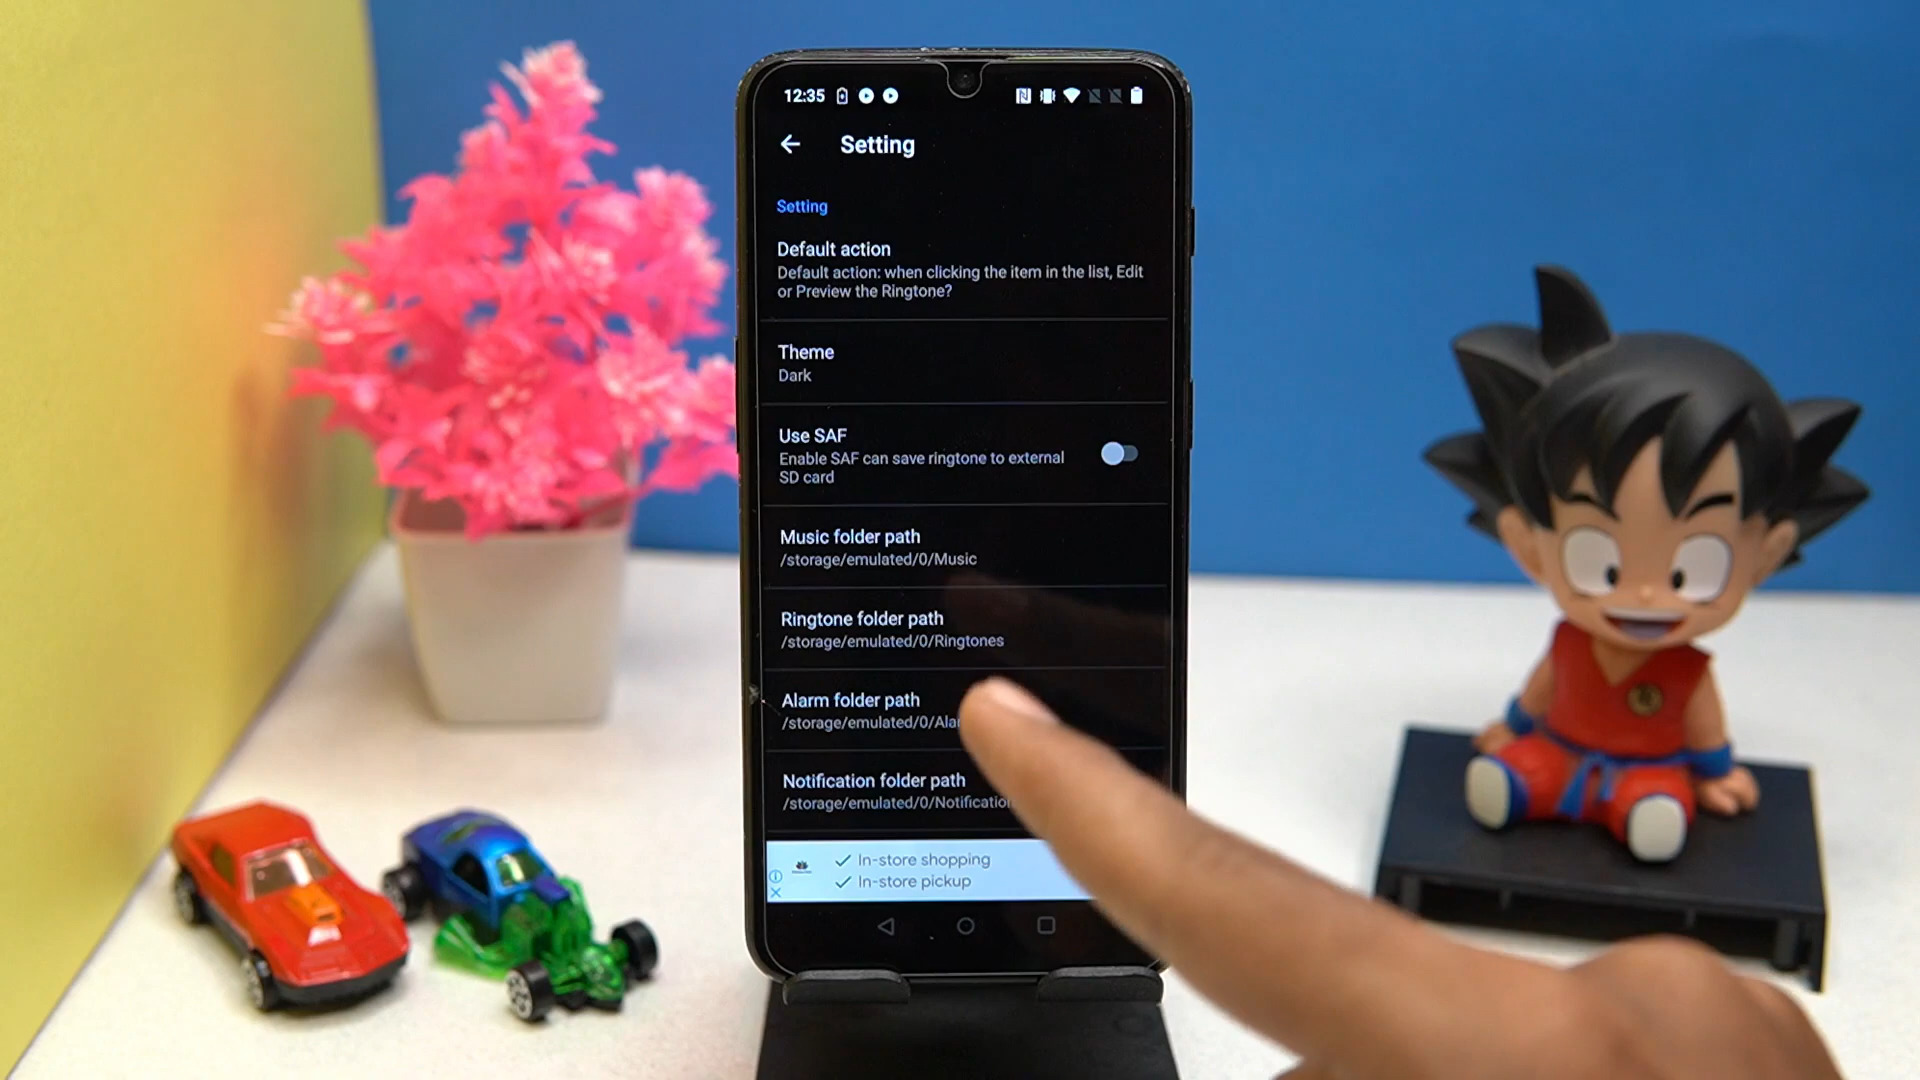 12:35
Setting
Setting
Default action
Default action: when clicking the item in the list, Edit
or Preview the Ringtone?
Theme
Dark
Use SAF
Enable SAF can save ringtone to external
SD card
Music folder path
/storage/emulated/0/Music
Ringtone folder path
/storage/emulated/0/Ringtones
Alarm folder path
/storage/emulated/0/Ala
Notification folder path
/storage/emulated/0/Notification
In-store shopping
In-store pickup